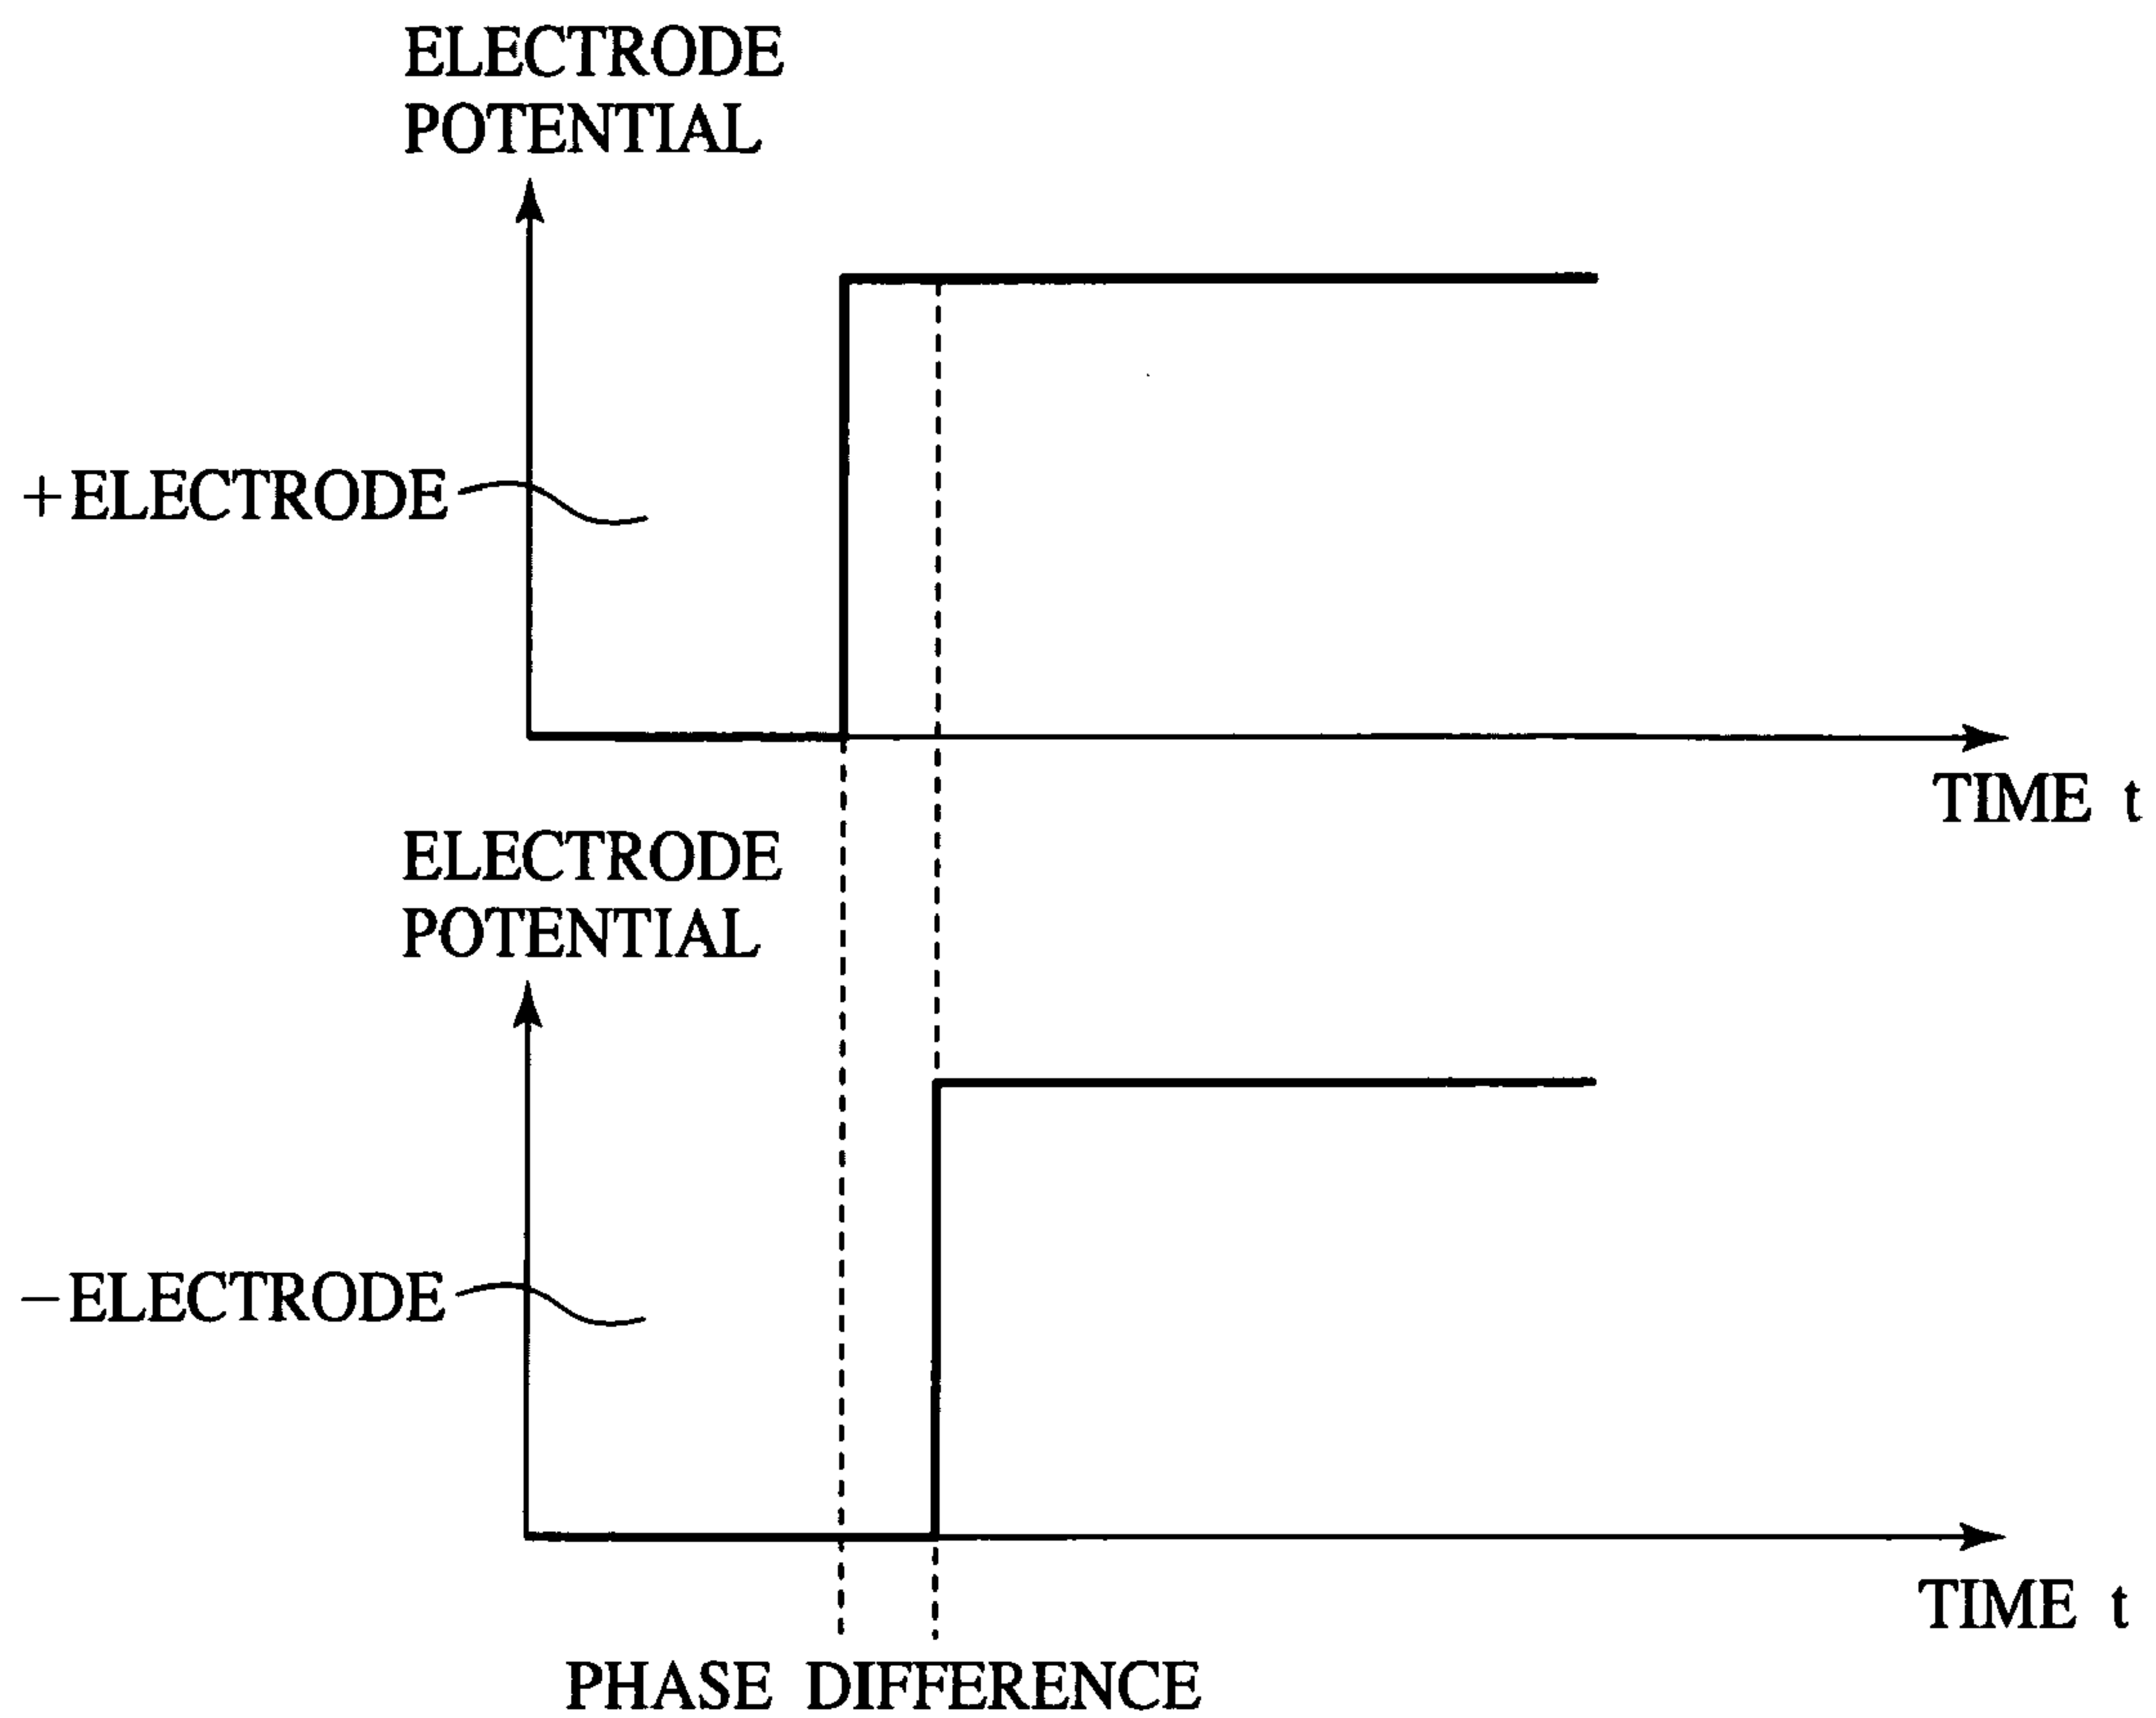 ELECTRODE
POTENTIAL
+ELECTRODE
TIME t
ELECTRODE
POTENTIAL
−ELECTRODE
TIME t
PHASE DIFFERENCE